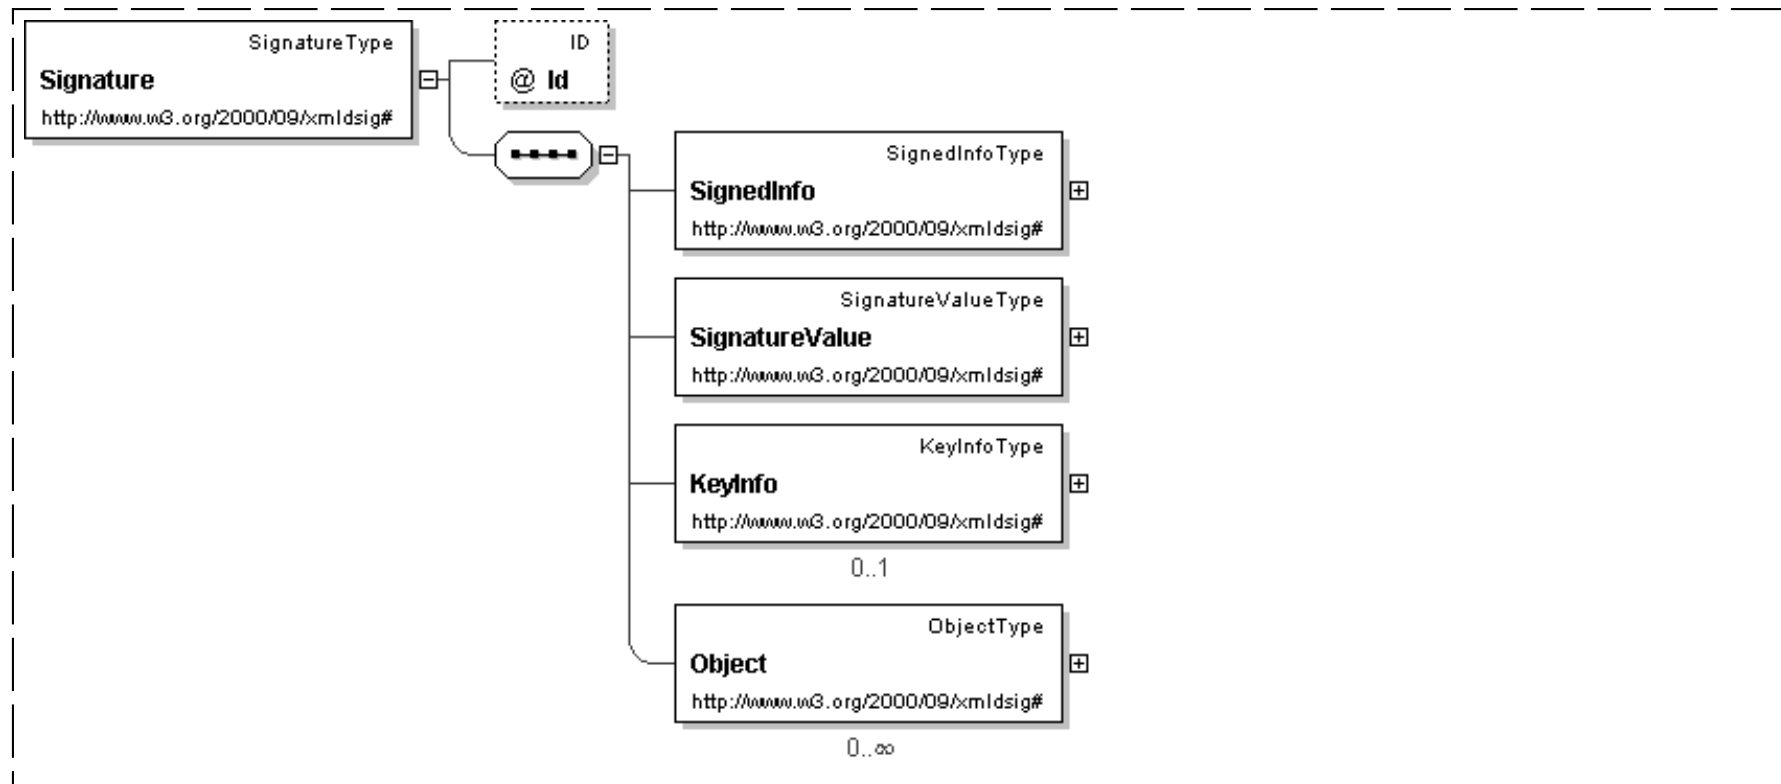 SignatureType
Signature
http://www.w3.org/2000/09/xmldsig#
ID
@ Id
SignedInfoType
SignedInfo
http://www.w3.org/2000/09/xmldsig#
SignatureValueType
SignatureValue
http://www.w3.org/2000/09/xmldsig#
KeyInfoType
KeyInfo
http://www.w3.org/2000/09/xmldsig#
0..1
ObjectType
Object
http://www.w3.org/2000/09/xmldsig#
0..∞